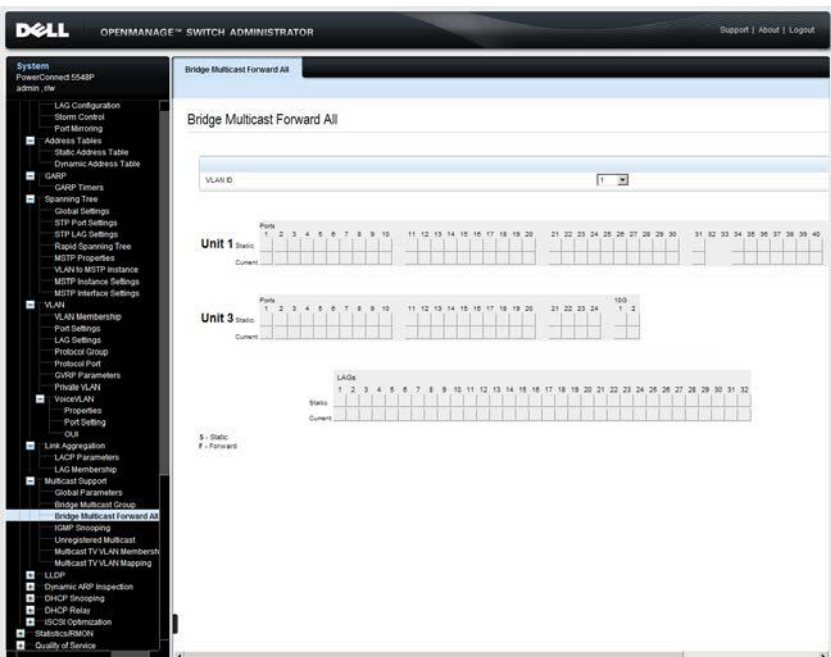 DELL OPENMANAGE™ SWITCH ADMINISTRATOR Support | About | Logout
System
PowerConnect 5548P
admin , r/w
LAG Configuration
Storm Control
Port Mirroring
Address Tables
Static Address Table
Dynamic Address Table
GARP
GARP Timers
Spanning Tree
Global Settings
STP Port Settings
STP LAG Settings
Rapid Spanning Tree
MSTP Properties
VLAN to MSTP Instance
MSTP Instance Settings
MSTP Interface Settings
VLAN
VLAN Membership
Port Settings
LAG Settings
Protocol Group
Protocol Port
GVRP Parameters
Private VLAN
VoiceVLAN
Properties
Port Setting
OUI
Link Aggregation
LACP Parameters
LAG Membership
Multicast Support
Global Parameters
Bridge Multicast Group
Bridge Multicast Forward All
IGMP Snooping
Unregistered Multicast
Multicast TV VLAN Membersh
Multicast TV VLAN Mapping
LLDP
Dynamic ARP Inspection
DHCP Snooping
DHCP Relay
iSCSI Optimization
Statistics/RMON
Quality of Service
Bridge Multicast Forward All
Bridge Multicast Forward All
VLAN ID 1
Ports
1 2 3 4 5 6 7 8 9 10 11 12 13 14 15 16 17 18 19 20 21 22 23 24 25 26 27 28 29 30 31 32 33 34 35 36 37 38 39 40
Unit 1 Static
Current
Ports 10G
1 2 3 4 5 6 7 8 9 10 11 12 13 14 15 16 17 18 19 20 21 22 23 24 1 2
Unit 3 Static
Current
LAGs
1 2 3 4 5 6 7 8 9 10 11 12 13 14 15 16 17 18 19 20 21 22 23 24 25 26 27 28 29 30 31 32
Static
Current
S - Static
F - Forward